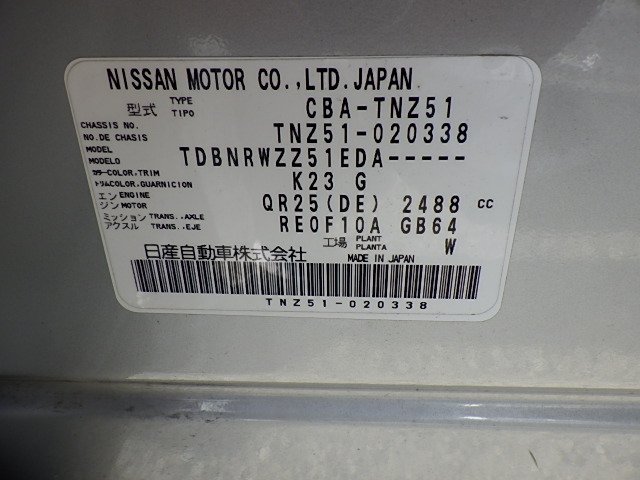 NISSAN MOTOR CO.,LTD.JAPAN
型式 TYPE TIPO CBA-TNZ51
CHASSIS NO. NO.DE CHASIS TNZ51-020338
MODEL MODELO TDBNRWZZ51EDA-----
カラー COLOR,TRIM トリムCOLOR,GUARNICION K23 G
エンジン ENGINE MOTOR QR25(DE) 2488 cc
ミッション TRANS.,AXLE アクスル TRANS.,EJE RE0F10A GB64
工場 PLANT PLANTA W
日産自動車株式会社 MADE IN JAPAN
TNZ51-020338